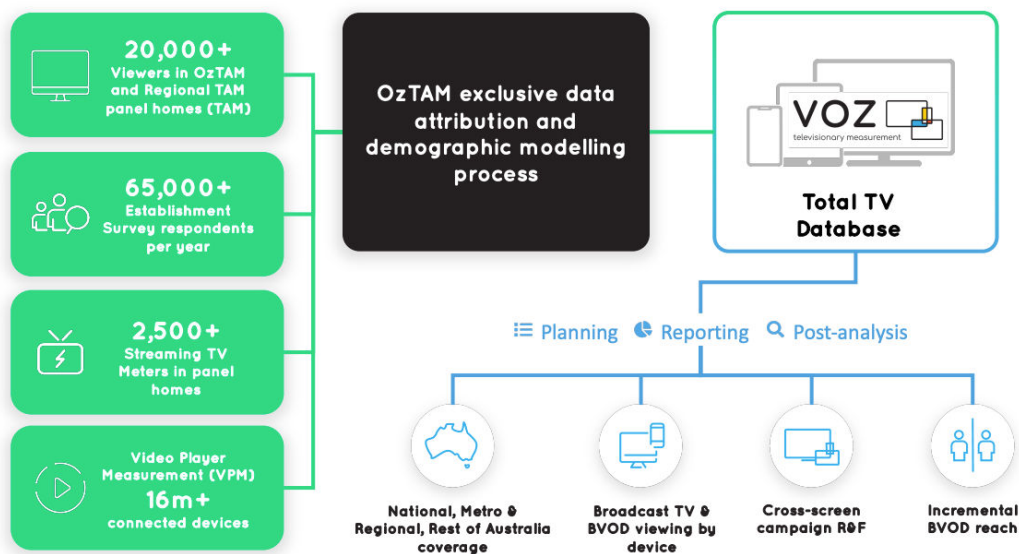 20,000+
Viewers in OzTAM
and Regional TAM
panel homes (TAM)
65,000+
Establishment
Survey respondents
per year
2,500+
Streaming TV
Meters in panel
homes
Video Player
Measurement (VPM)
16m+
connected devices
OzTAM exclusive data
attribution and
demographic modelling
process
VOZ
televisionary measurement
Total TV
Database
Planning Reporting Post-analysis
National, Metro &
Regional, Rest of Australia
coverage
Broadcast TV &
BVOD viewing by
device
Cross-screen
campaign R&F
Incremental
BVOD reach